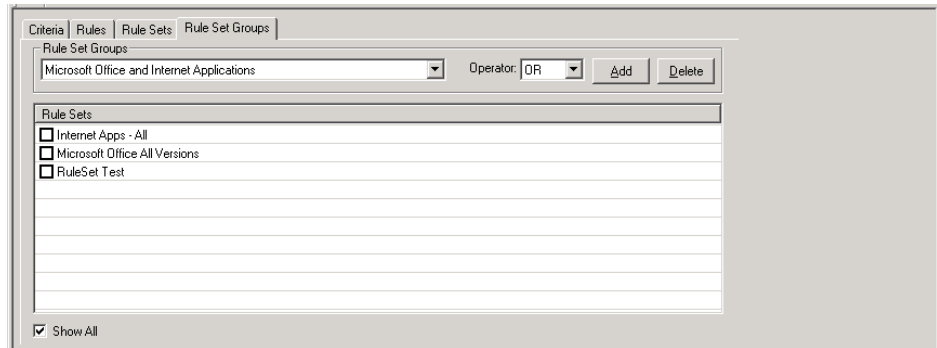 Criteria Rules Rule Sets Rule Set Groups
Rule Set Groups
Microsoft Office and Internet Applications Operator: OR Add Delete
Rule Sets
Internet Apps - All
Microsoft Office All Versions
RuleSet Test
Show All